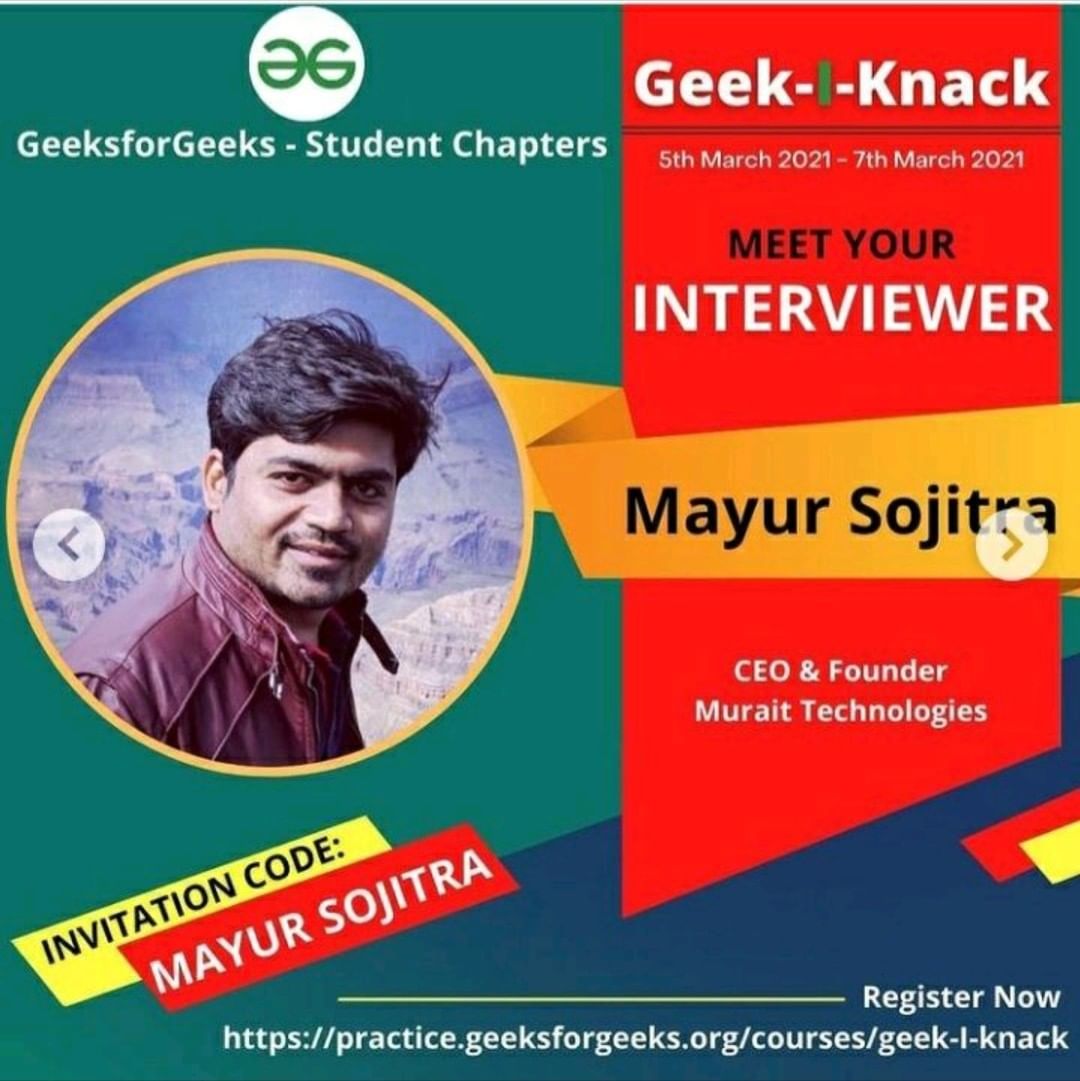 GeeksforGeeks - Student Chapters
Geek-I-Knack
5th March 2021 – 7th March 2021
MEET YOUR
INTERVIEWER
Mayur Sojitra
CEO & Founder
Murait Technologies
INVITATION CODE:
MAYUR SOJITRA
Register Now
https://practice.geeksforgeeks.org/courses/geek-I-knack